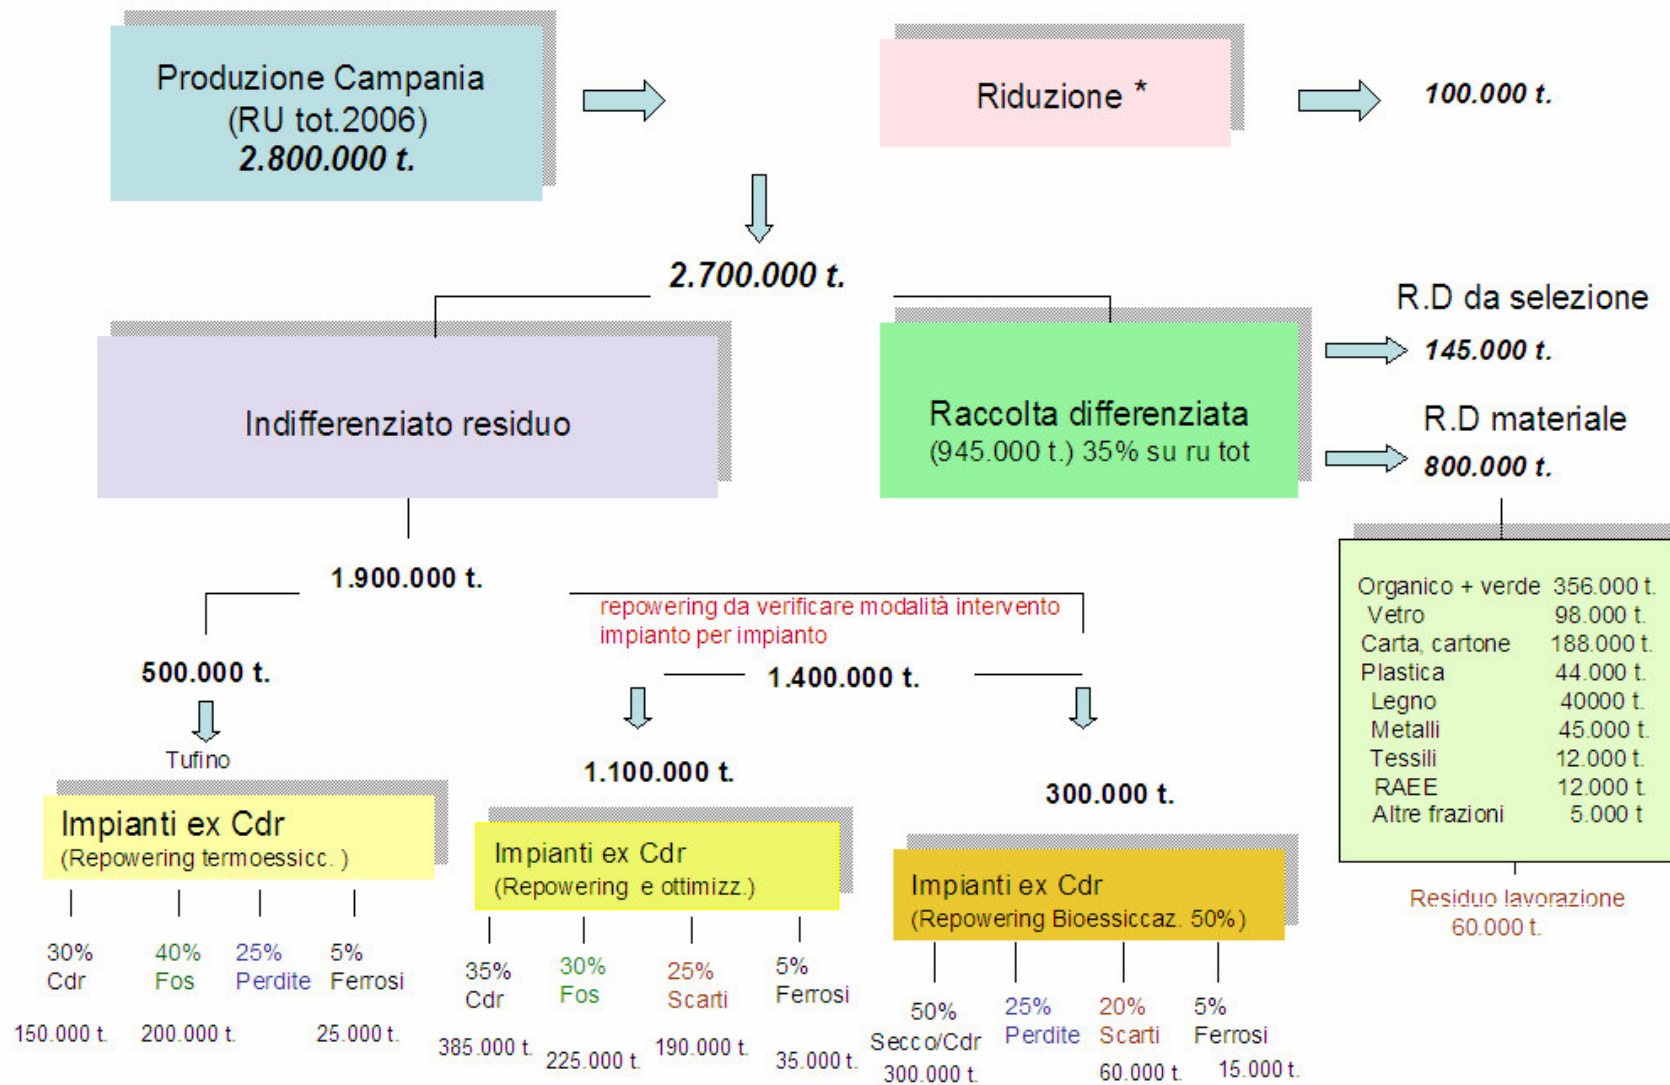 Produzione Campania
(RU tot.2006)
2.800.000 t.
Riduzione *
100.000 t.
2.700.000 t.
Indifferenziato residuo
Raccolta differenziata
(945.000 t.) 35% su ru tot
R.D da selezione
145.000 t.
R.D materiale
800.000 t.
Organico + verde 356.000 t.
Vetro 98.000 t.
Carta, cartone 188.000 t.
Plastica 44.000 t.
Legno 40000 t.
Metalli 45.000 t.
Tessili 12.000 t.
RAEE 12.000 t.
Altre frazioni 5.000 t
Residuo lavorazione
60.000 t.
1.900.000 t.
repowering da verificare modalità intervento
impianto per impianto
500.000 t.
1.400.000 t.
Tufino
1.100.000 t.
300.000 t.
Impianti ex Cdr
(Repowering termoessicc. )
30% 40% 25% 5%
Cdr Fos Perdite Ferrosi
150.000 t. 200.000 t. 25.000 t.
Impianti ex Cdr
(Repowering e ottimizz.)
35% 30% 25% 5%
Cdr Fos Scarti Ferrosi
385.000 t. 225.000 t. 190.000 t. 35.000 t.
Impianti ex Cdr
(Repowering Bioessiccaz. 50%)
50% 25% 20% 5%
Secco/Cdr Perdite Scarti Ferrosi
300.000 t. 60.000 t. 15.000 t.